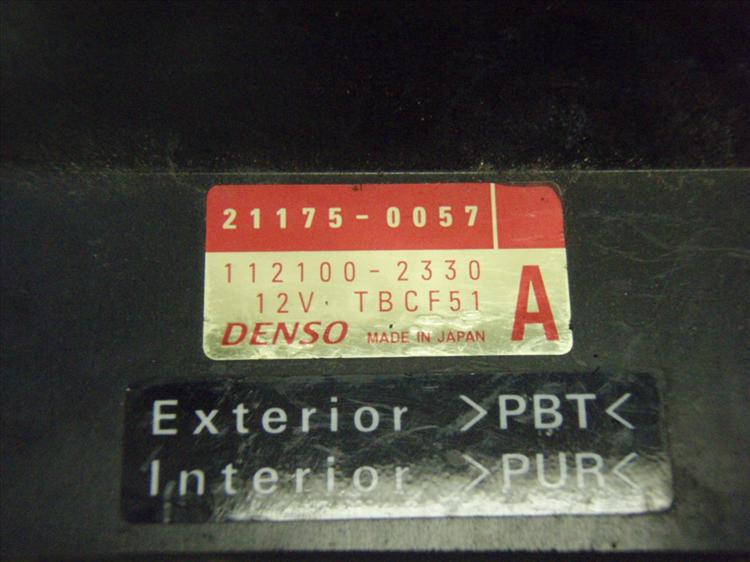 21175-0057
112100-2330
12V TBCF51
A
DENSO MADE IN JAPAN
Exterior >PBT<
Interior >PUR<